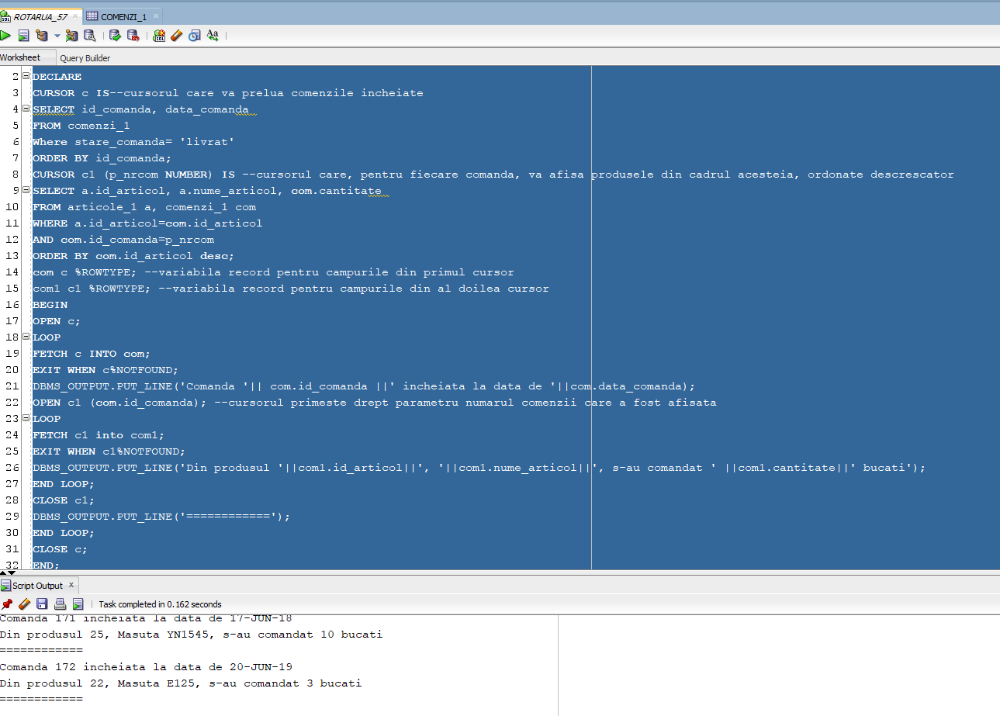 ROTARUA_57
COMENZI_1
Worksheet Query Builder
2 DECLARE
3 CURSOR c IS--cursorul care va prelua comenzile incheiate
4 SELECT id_comanda, data_comanda
5 FROM comenzi_1
6 Where stare_comanda= 'livrat'
7 ORDER BY id_comanda;
8 CURSOR c1 (p_nrcom NUMBER) IS --cursorul care, pentru fiecare comanda, va afisa produsele din cadrul acesteia, ordonate descrescator
9 SELECT a.id_articol, a.nume_articol, com.cantitate
10 FROM articole_1 a, comenzi_1 com
11 WHERE a.id_articol=com.id_articol
12 AND com.id_comanda=p_nrcom
13 ORDER BY com.id_articol desc;
14 com c %ROWTYPE; --variabila record pentru campurile din primul cursor
15 com1 c1 %ROWTYPE; --variabila record pentru campurile din al doilea cursor
16 BEGIN
17 OPEN c;
18 LOOP
19 FETCH c INTO com;
20 EXIT WHEN c%NOTFOUND;
21 DBMS_OUTPUT.PUT_LINE('Comanda '|| com.id_comanda ||' incheiata la data de '||com.data_comanda);
22 OPEN c1 (com.id_comanda); --cursorul primeste drept parametru numarul comenzii care a fost afisata
23 LOOP
24 FETCH c1 into com1;
25 EXIT WHEN c1%NOTFOUND;
26 DBMS_OUTPUT.PUT_LINE('Din produsul '||com1.id_articol||', '||com1.nume_articol||', s-au comandat ' ||com1.cantitate||' bucati');
27 END LOOP;
28 CLOSE c1;
29 DBMS_OUTPUT.PUT_LINE('============');
30 END LOOP;
31 CLOSE c;
32 END;
Script Output x
Task completed in 0.162 seconds
Comanda 171 incheiata la data de 17-JUN-18
Din produsul 25, Masuta YN1545, s-au comandat 10 bucati
============
Comanda 172 incheiata la data de 20-JUN-19
Din produsul 22, Masuta E125, s-au comandat 3 bucati
============